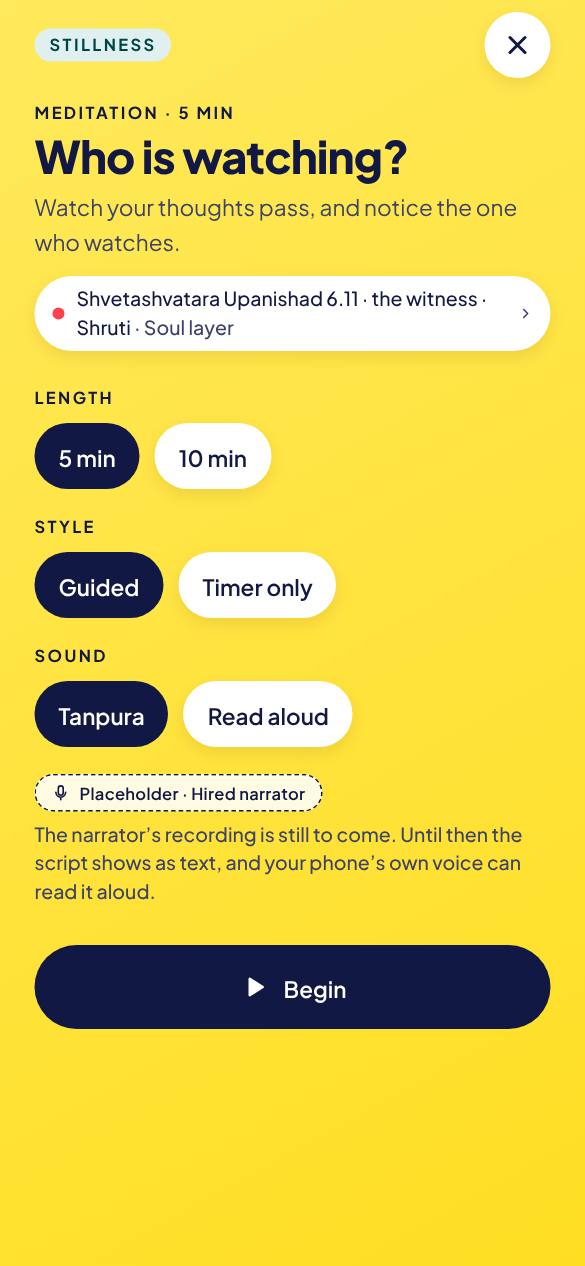 STILLNESS
MEDITATION · 5 MIN
Who is watching?
Watch your thoughts pass, and notice the one
who watches.
Shvetashvatara Upanishad 6.11 · the witness ·
Shruti · Soul layer
LENGTH
5 min
10 min
STYLE
Guided
Timer only
SOUND
Tanpura
Read aloud
Placeholder · Hired narrator
The narrator’s recording is still to come. Until then the
script shows as text, and your phone’s own voice can
read it aloud.
Begin